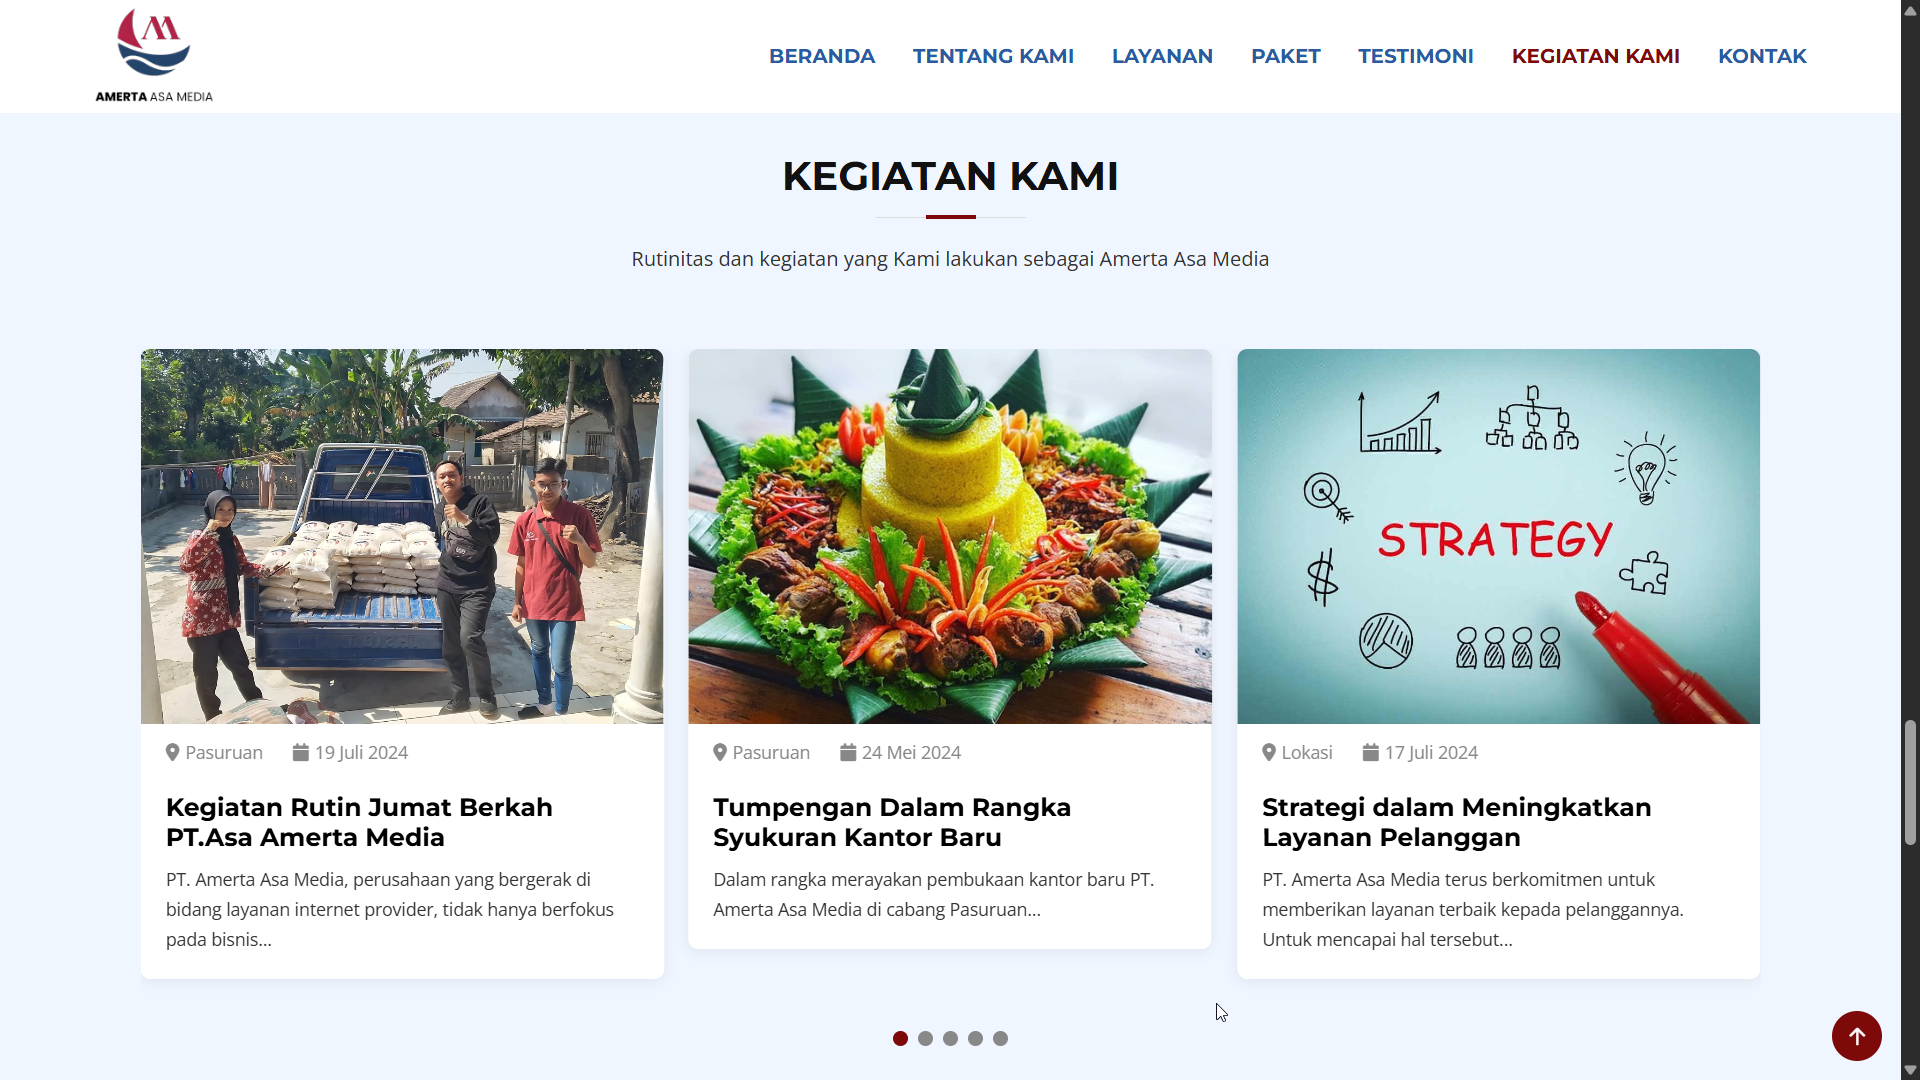 AMERTA ASA MEDIA
BERANDA
TENTANG KAMI
LAYANAN
PAKET
TESTIMONI
KEGIATAN KAMI
KONTAK
KEGIATAN KAMI
Rutinitas dan kegiatan yang Kami lakukan sebagai Amerta Asa Media
Pasuruan
19 Juli 2024
Kegiatan Rutin Jumat Berkah
PT.Asa Amerta Media
PT. Amerta Asa Media, perusahaan yang bergerak di
bidang layanan internet provider, tidak hanya berfokus
pada bisnis...
Pasuruan
24 Mei 2024
Tumpengan Dalam Rangka
Syukuran Kantor Baru
Dalam rangka merayakan pembukaan kantor baru PT.
Amerta Asa Media di cabang Pasuruan...
STRATEGY
$
Lokasi
17 Juli 2024
Strategi dalam Meningkatkan
Layanan Pelanggan
PT. Amerta Asa Media terus berkomitmen untuk
memberikan layanan terbaik kepada pelanggannya.
Untuk mencapai hal tersebut...